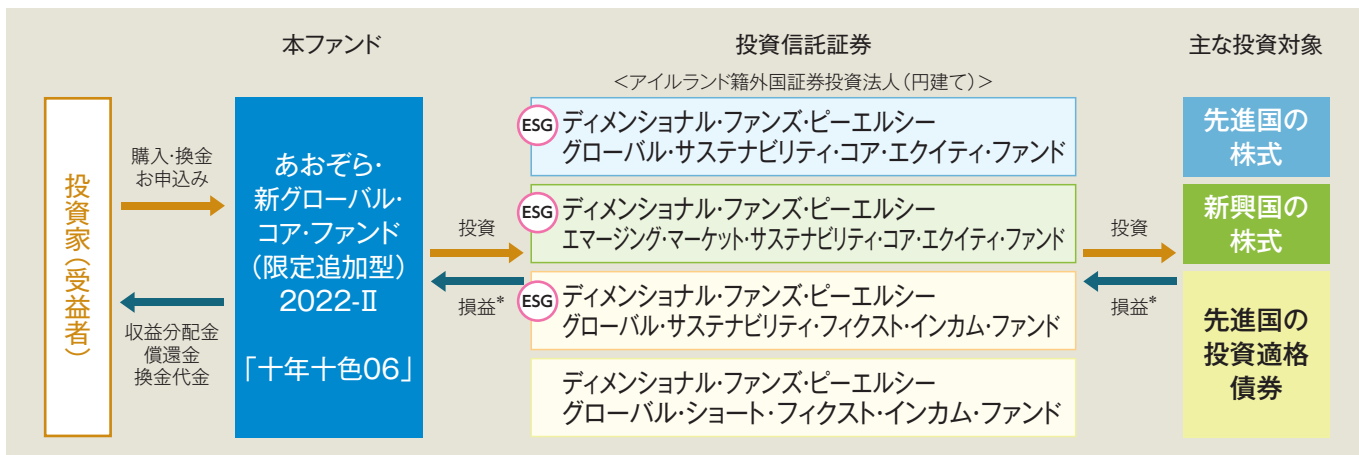 本ファンド
投資信託証券
主な投資対象
<アイルランド籍外国証券投資法人(円建て)>
投資家(受益者)
購入・換金
お申込み
収益分配金
償還金
換金代金
あおぞら・
新グローバル・
コア・ファンド
(限定追加型)
2022-Ⅱ
「十年十色06」
投資
損益*
ESG
ディメンショナル・ファンズ・ピーエルシー
グローバル・サステナビリティ・コア・エクイティ・ファンド
ESG
ディメンショナル・ファンズ・ピーエルシー
エマージング・マーケット・サステナビリティ・コア・エクイティ・ファンド
ESG
ディメンショナル・ファンズ・ピーエルシー
グローバル・サステナビリティ・フィクスト・インカム・ファンド
ディメンショナル・ファンズ・ピーエルシー
グローバル・ショート・フィクスト・インカム・ファンド
投資
損益*
先進国の
株式
新興国の
株式
先進国の
投資適格
債券